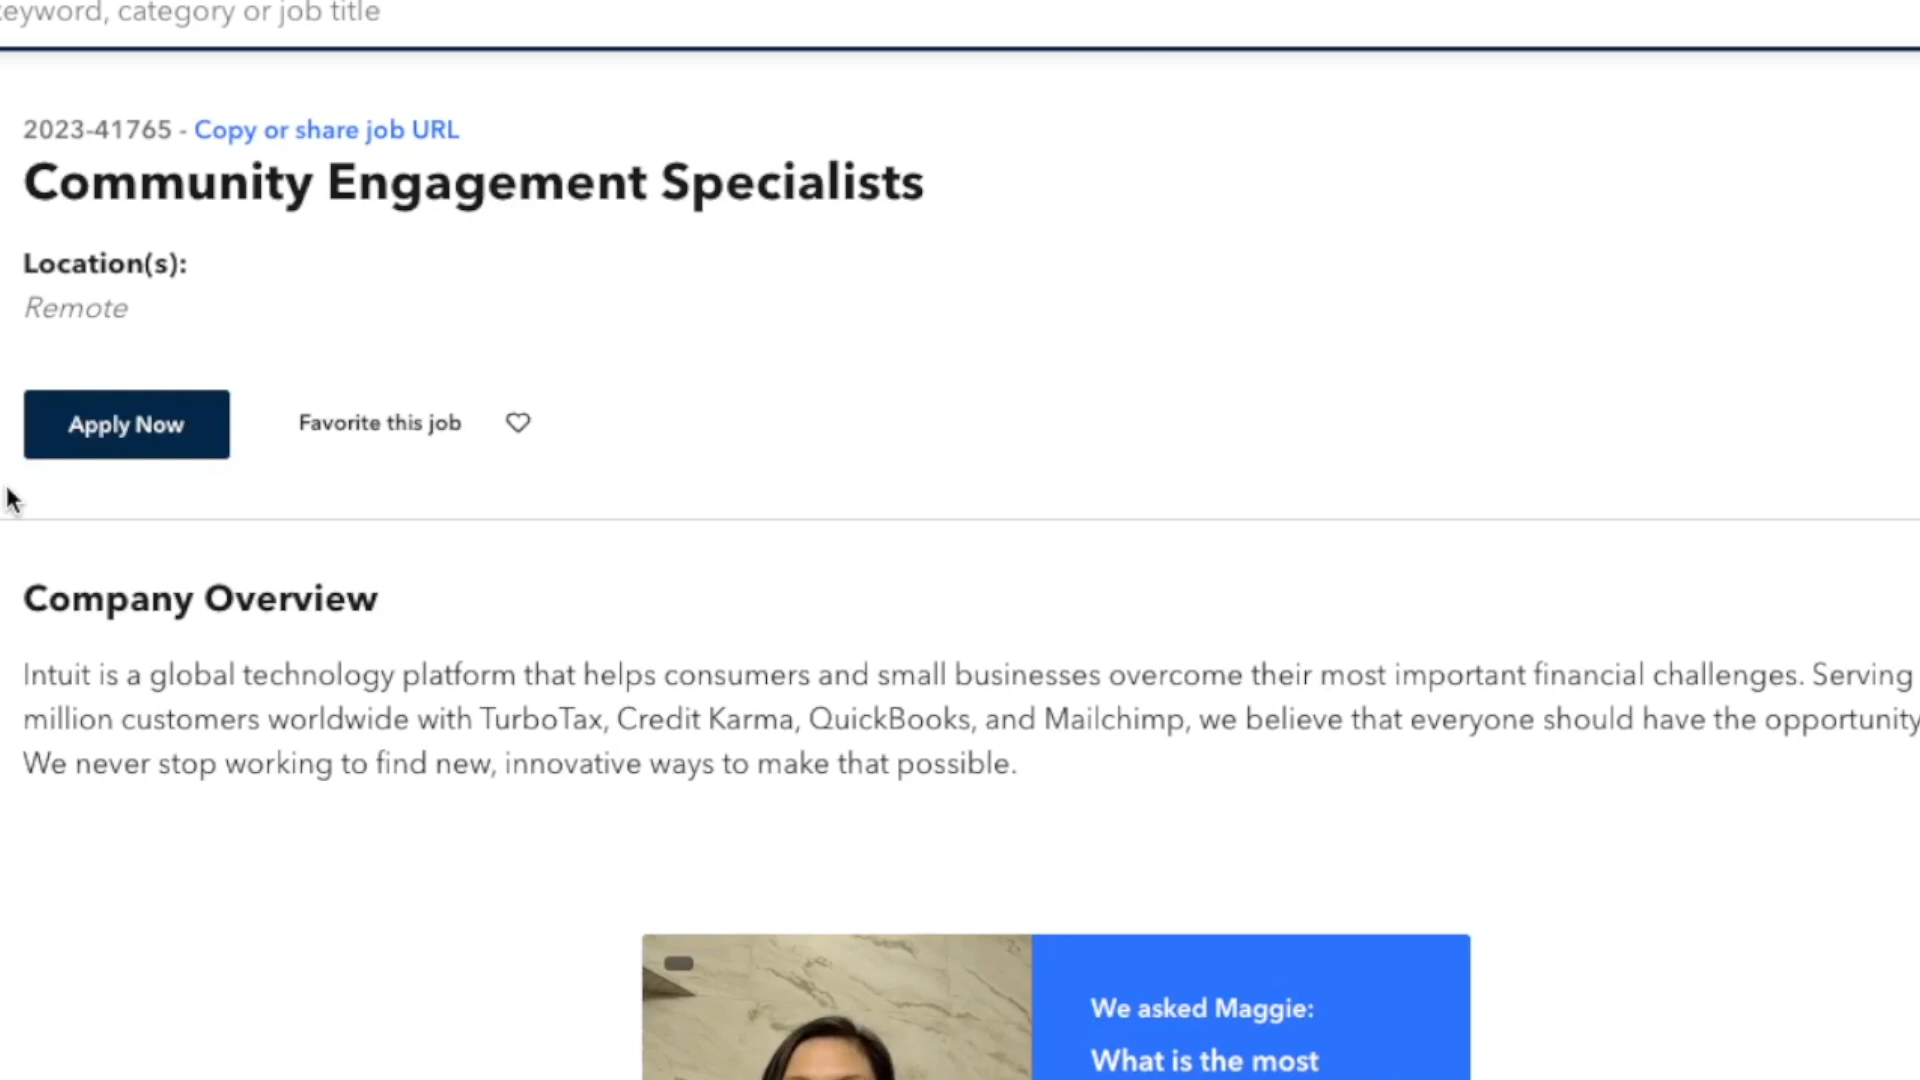 keyword, category or job title
2023-41765 - Copy or share job URL
Community Engagement Specialists
Location(s):
Remote
Apply Now
Favorite this job
Company Overview
Intuit is a global technology platform that helps consumers and small businesses overcome their most important financial challenges. Serving
million customers worldwide with TurboTax, Credit Karma, QuickBooks, and Mailchimp, we believe that everyone should have the opportunity
We never stop working to find new, innovative ways to make that possible.
We asked Maggie:
What is the most